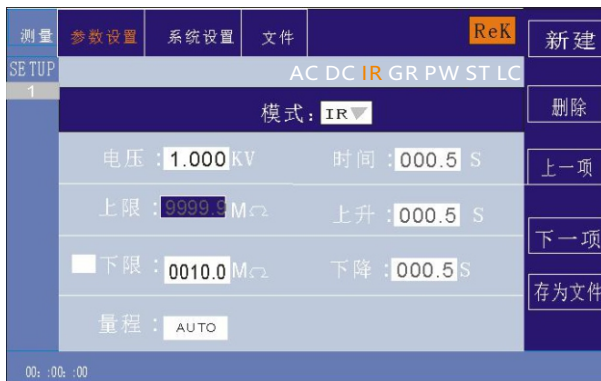 测量 参数设置 系统设置 文件 ReK 新建
SETUP AC DC IR GR PW ST LC
1
模式：IR 删除
电压：1.000 KV 时间：000.5 S 上一项
上限：9999.9 MΩ 上升：000.5 S
下一项
下限：0010.0 MΩ 下降：000.5 S
存为文件
量程：AUTO
00: :00: :00